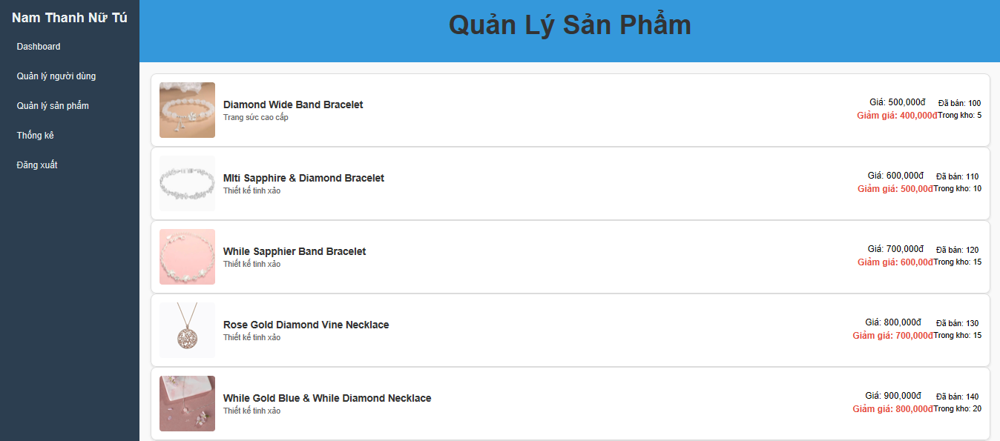 Nam Thanh Nữ Tú
Dashboard
Quản lý người dùng
Quản lý sản phẩm
Thống kê
Đăng xuất
Quản Lý Sản Phẩm
Diamond Wide Band Bracelet
Trang sức cao cấp
Giá: 500,000đ
Giảm giá: 400,000đ
Đã bán: 100
Trong kho: 5
MIti Sapphire & Diamond Bracelet
Thiết kế tinh xảo
Giá: 600,000đ
Giảm giá: 500,00đ
Đã bán: 110
Trong kho: 10
While Sapphier Band Bracelet
Thiết kế tinh xảo
Giá: 700,000đ
Giảm giá: 600,00đ
Đã bán: 120
Trong kho: 15
Rose Gold Diamond Vine Necklace
Thiết kế tinh xảo
Giá: 800,000đ
Giảm giá: 700,000đ
Đã bán: 130
Trong kho: 15
While Gold Blue & While Diamond Necklace
Thiết kế tinh xảo
Giá: 900,000đ
Giảm giá: 800,000đ
Đã bán: 140
Trong kho: 20